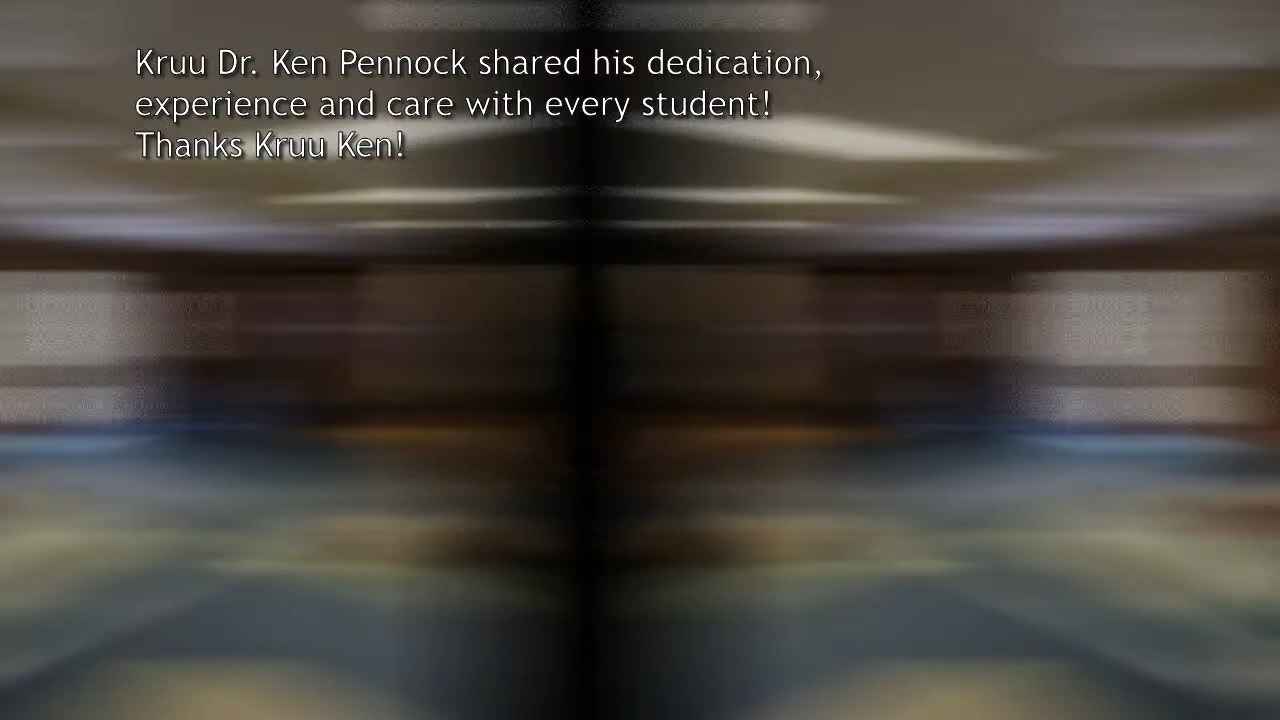 Kruu Dr. Ken Pennock shared his dedication,
experience and care with every student!
Thanks Kruu Ken!